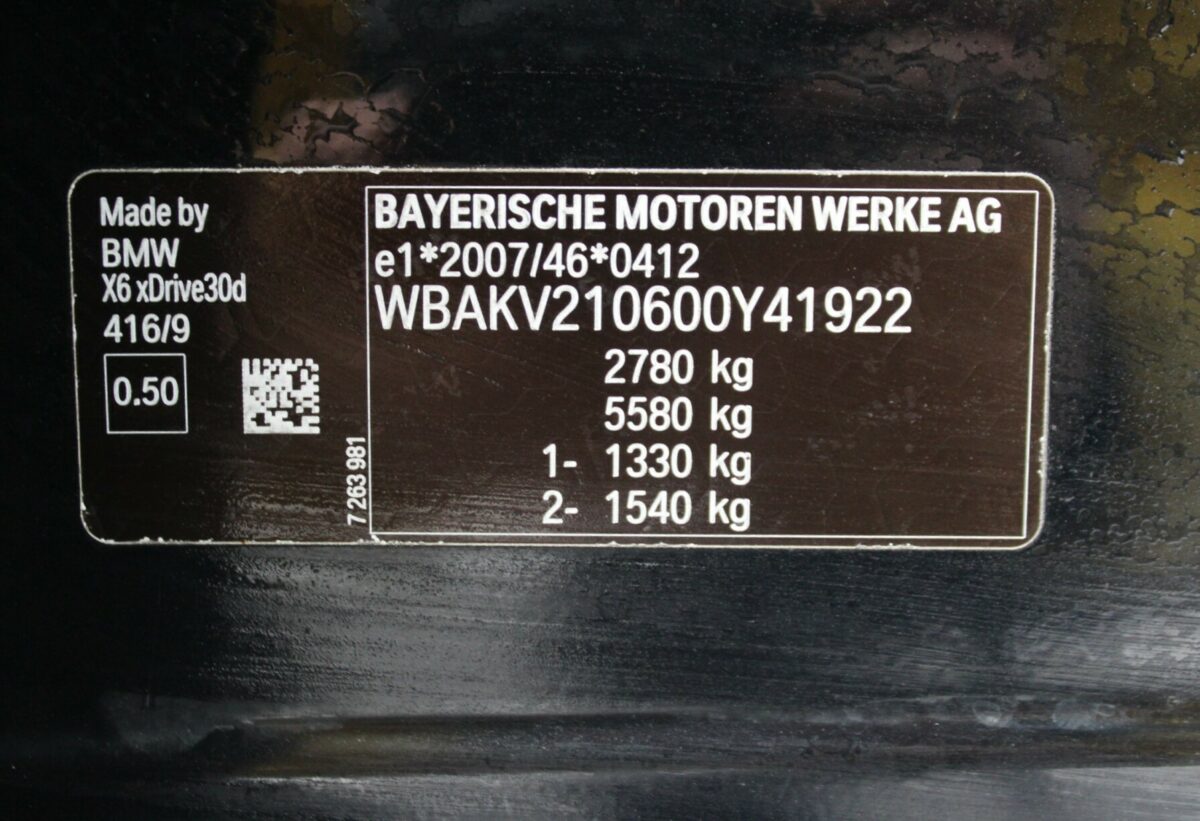 Made by
BMW
X6 xDrive30d
416/9
0.50
7 263 981
BAYERISCHE MOTOREN WERKE AG
e1*2007/46*0412
WBAKV210600Y41922
2780 kg
5580 kg
1- 1330 kg
2- 1540 kg